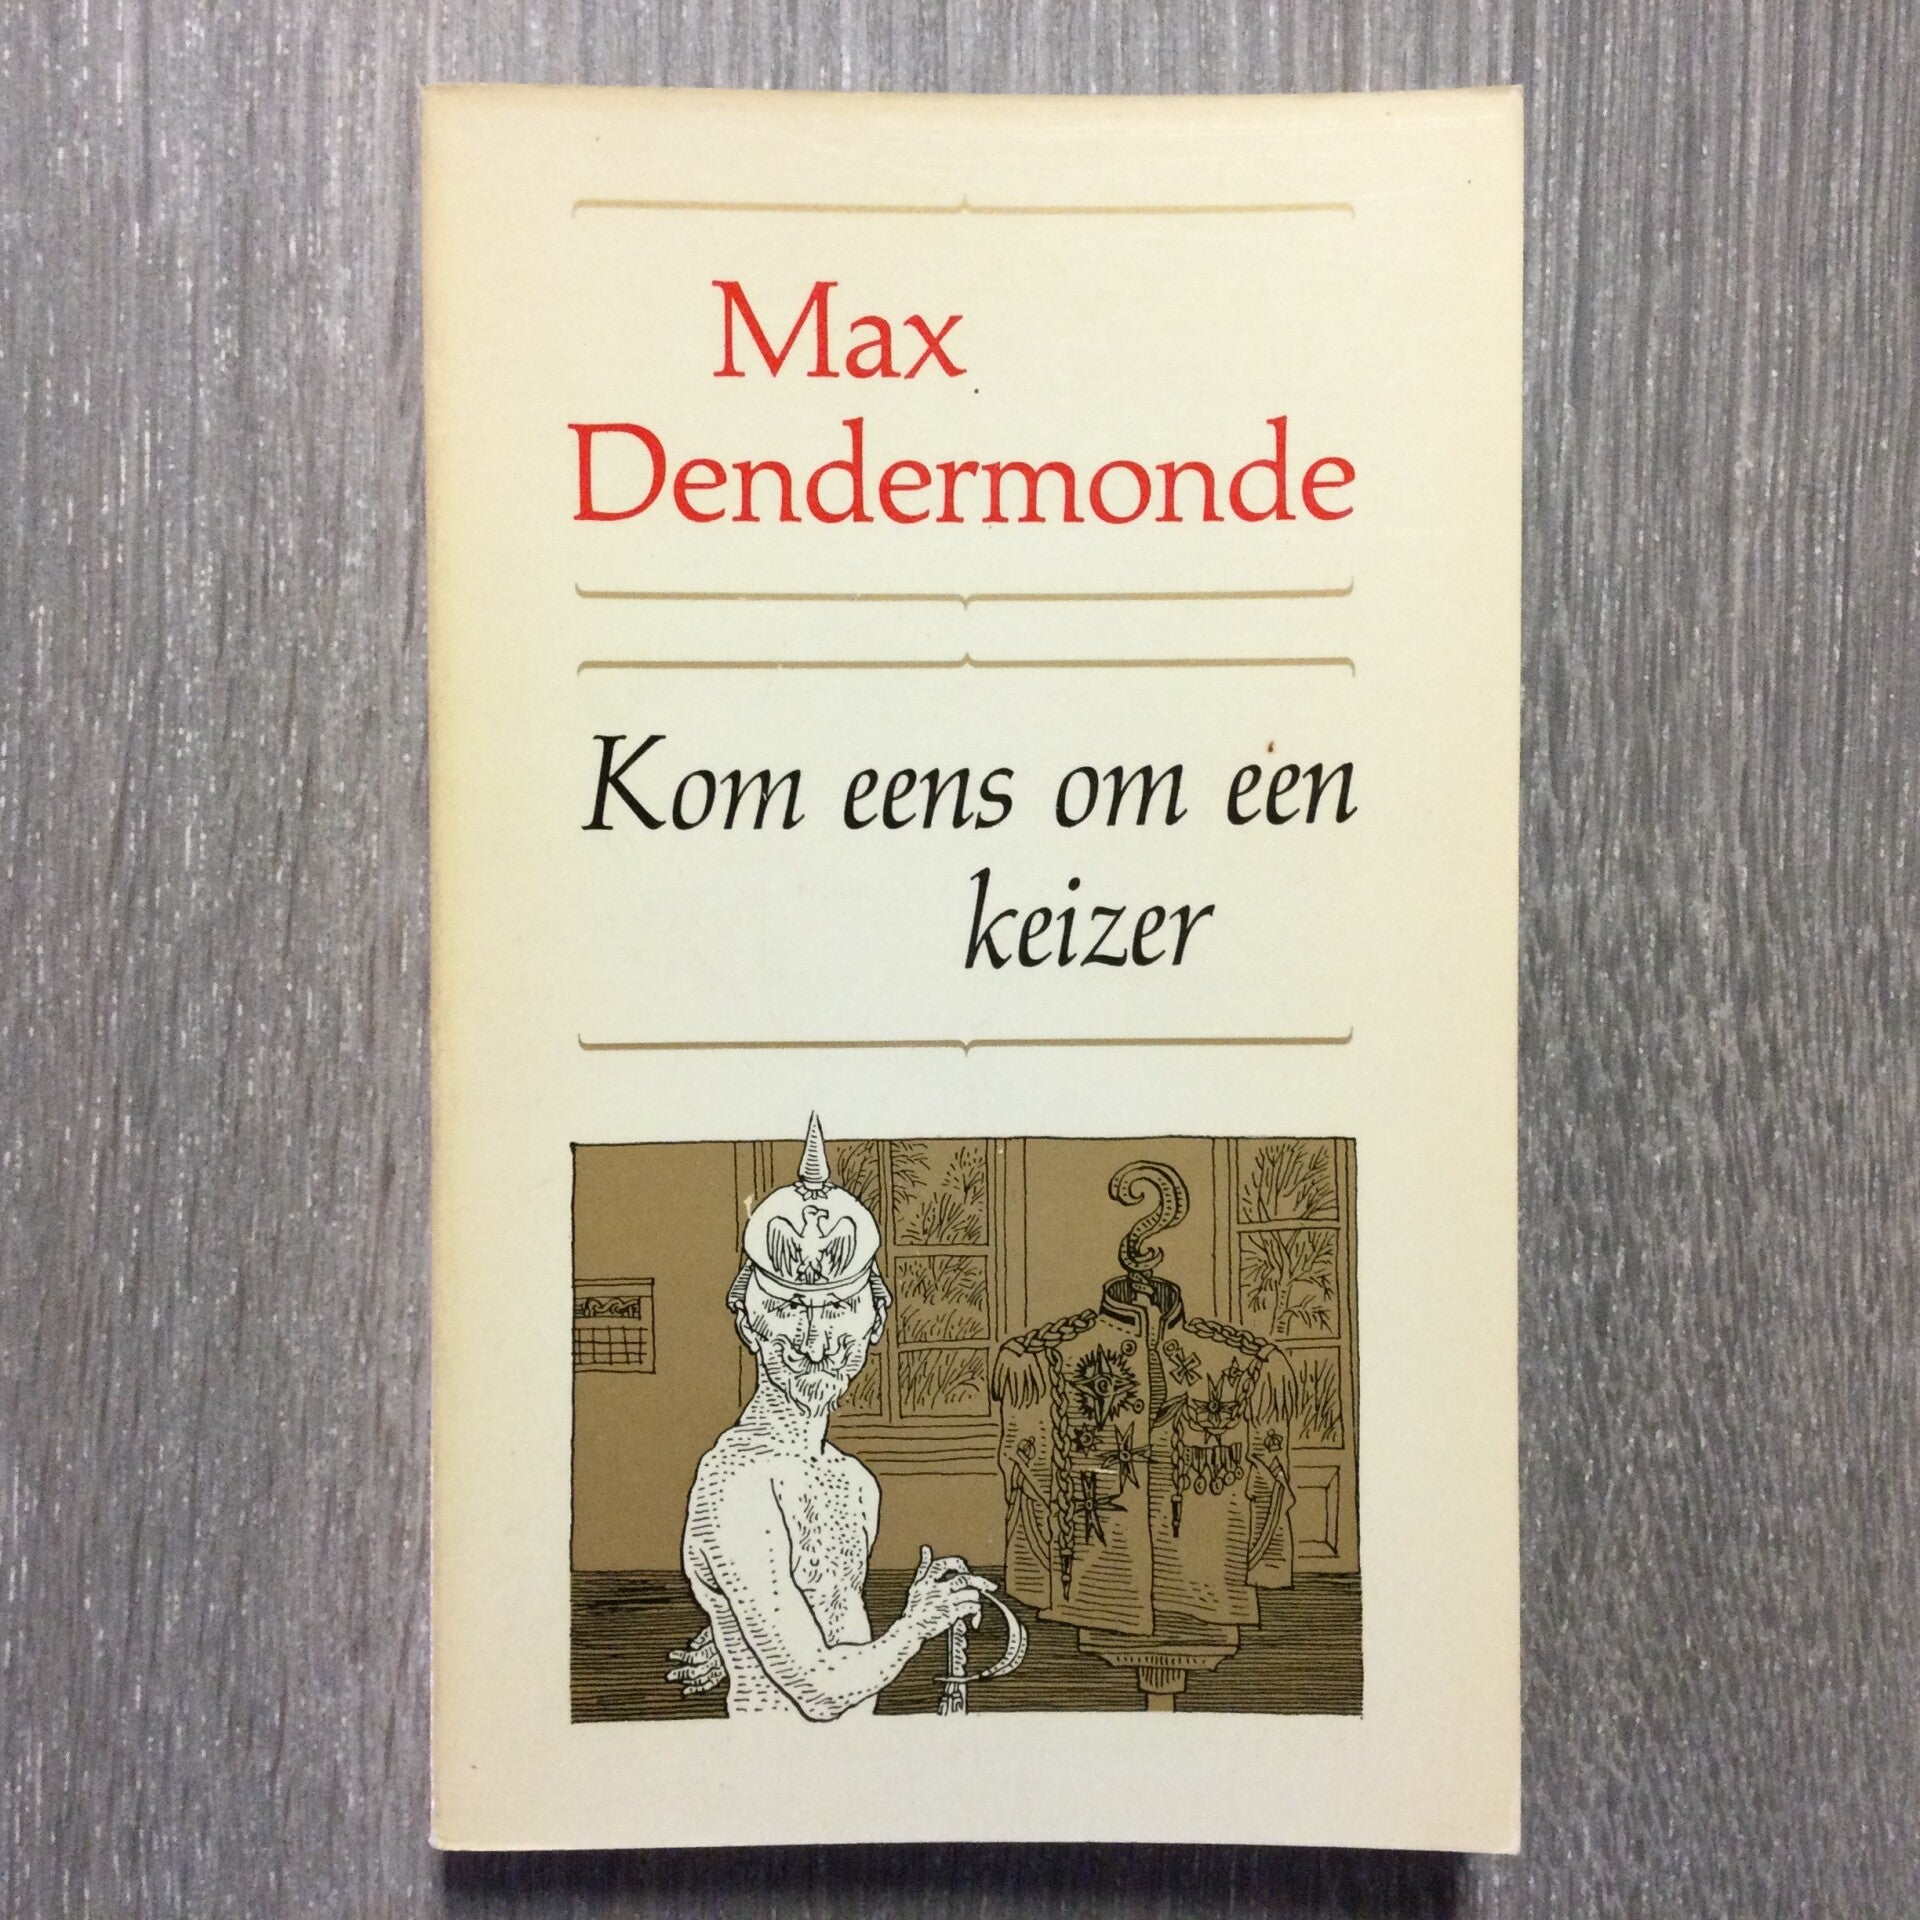 Max
Dendermonde
Kom eens om een
keizer